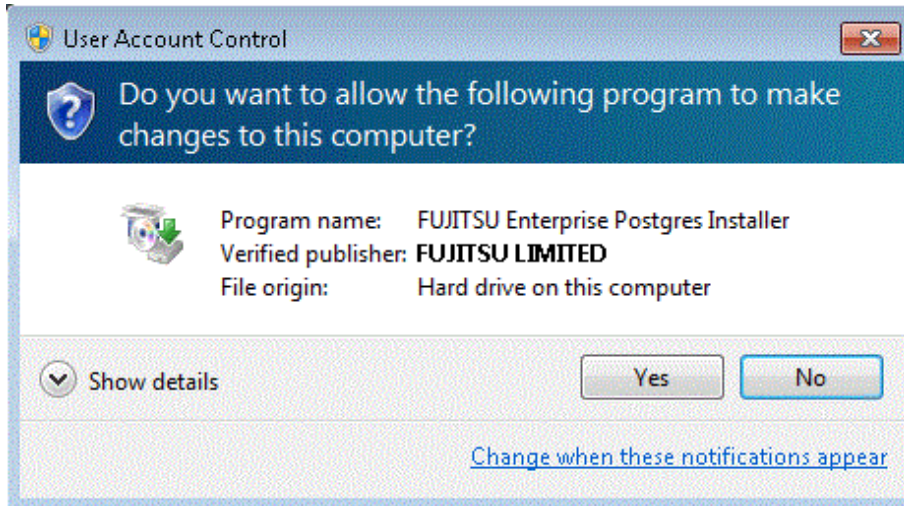 User Account Control
Do you want to allow the following program to make
changes to this computer?
Program name: FUJITSU Enterprise Postgres Installer
Verified publisher: FUJITSU LIMITED
File origin: Hard drive on this computer
Show details
Yes
No
Change when these notifications appear